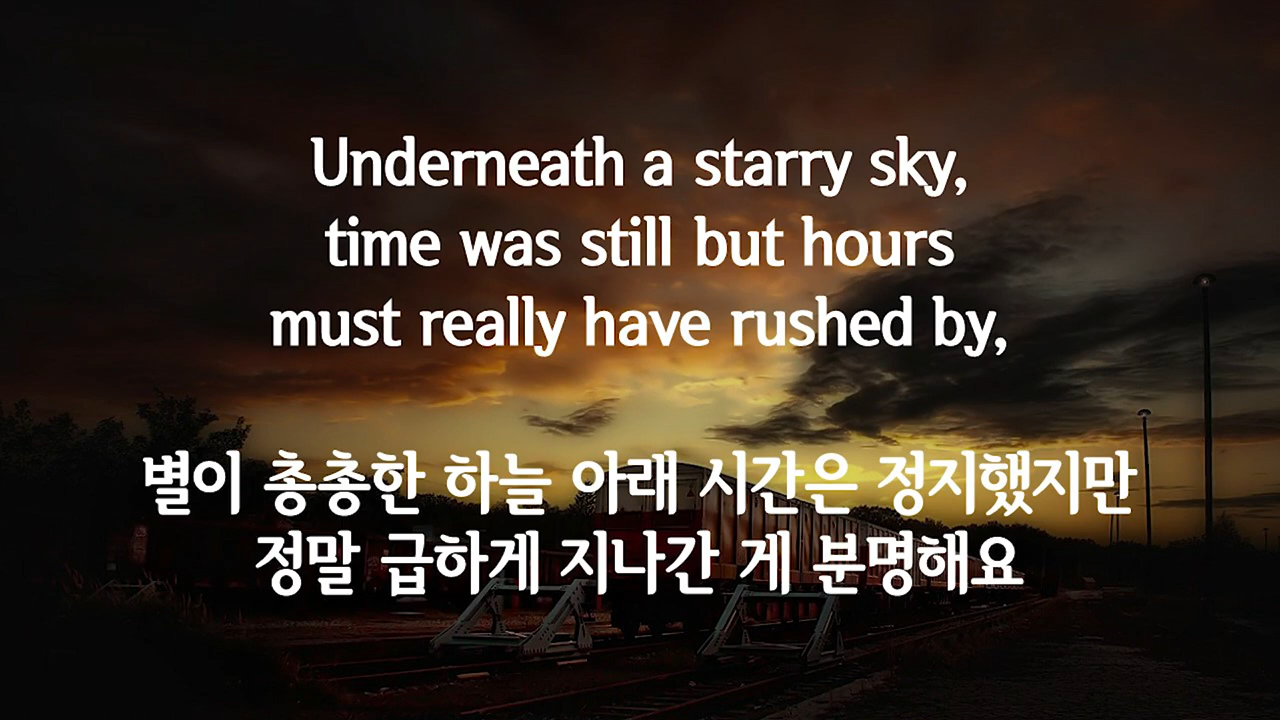 Underneath a starry sky,
time was still but hours
must really have rushed by,
별이 총총한 하늘 아래 시간은 정지했지만
정말 급하게 지나간 게 분명해요